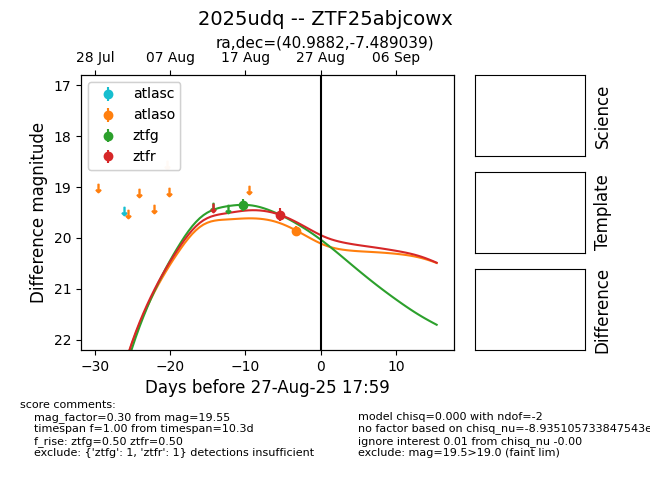 2025udq -- ZTF25abjcowx
ra,dec=(40.9882,-7.489039)
28 Jul 07 Aug 17 Aug 27 Aug 06 Sep
atlasc
atlaso
ztfg
ztfr
17
18
19
20
21
22
Difference magnitude
−30 −20 −10 0 10
Days before 27-Aug-25 17:59
Science
Template
Difference
score comments:
mag_factor=0.30 from mag=19.55
timespan f=1.00 from timespan=10.3d
f_rise: ztfg=0.50 ztfr=0.50
exclude: {'ztfg': 1, 'ztfr': 1} detections insufficient
model chisq=0.000 with ndof=-2
no factor based on chisq_nu=-8.935105733847543e
ignore interest 0.01 from chisq_nu -0.00
exclude: mag=19.5>19.0 (faint lim)